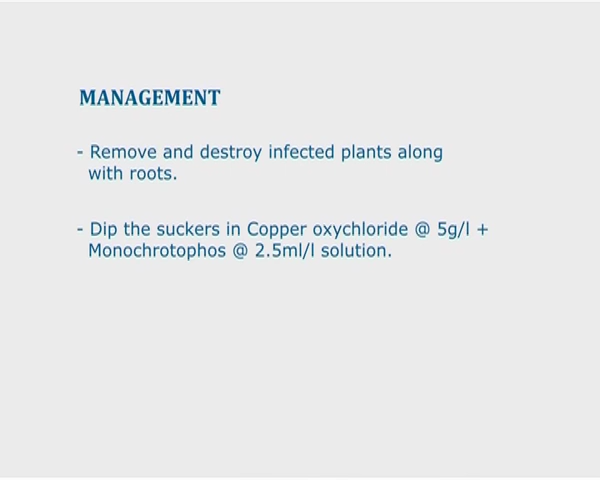 MANAGEMENT
- Remove and destroy infected plants along
with roots.
- Dip the suckers in Copper oxychloride @ 5g/l +
Monochrotophos @ 2.5ml/l solution.